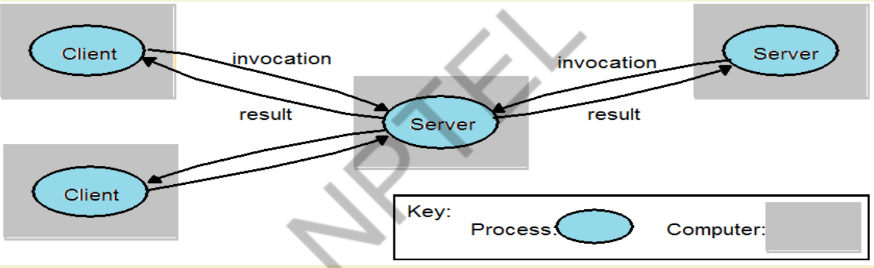 Client
invocation
result
Client
Server
invocation
result
Server
Key:
Process:
Computer:
NPTEL